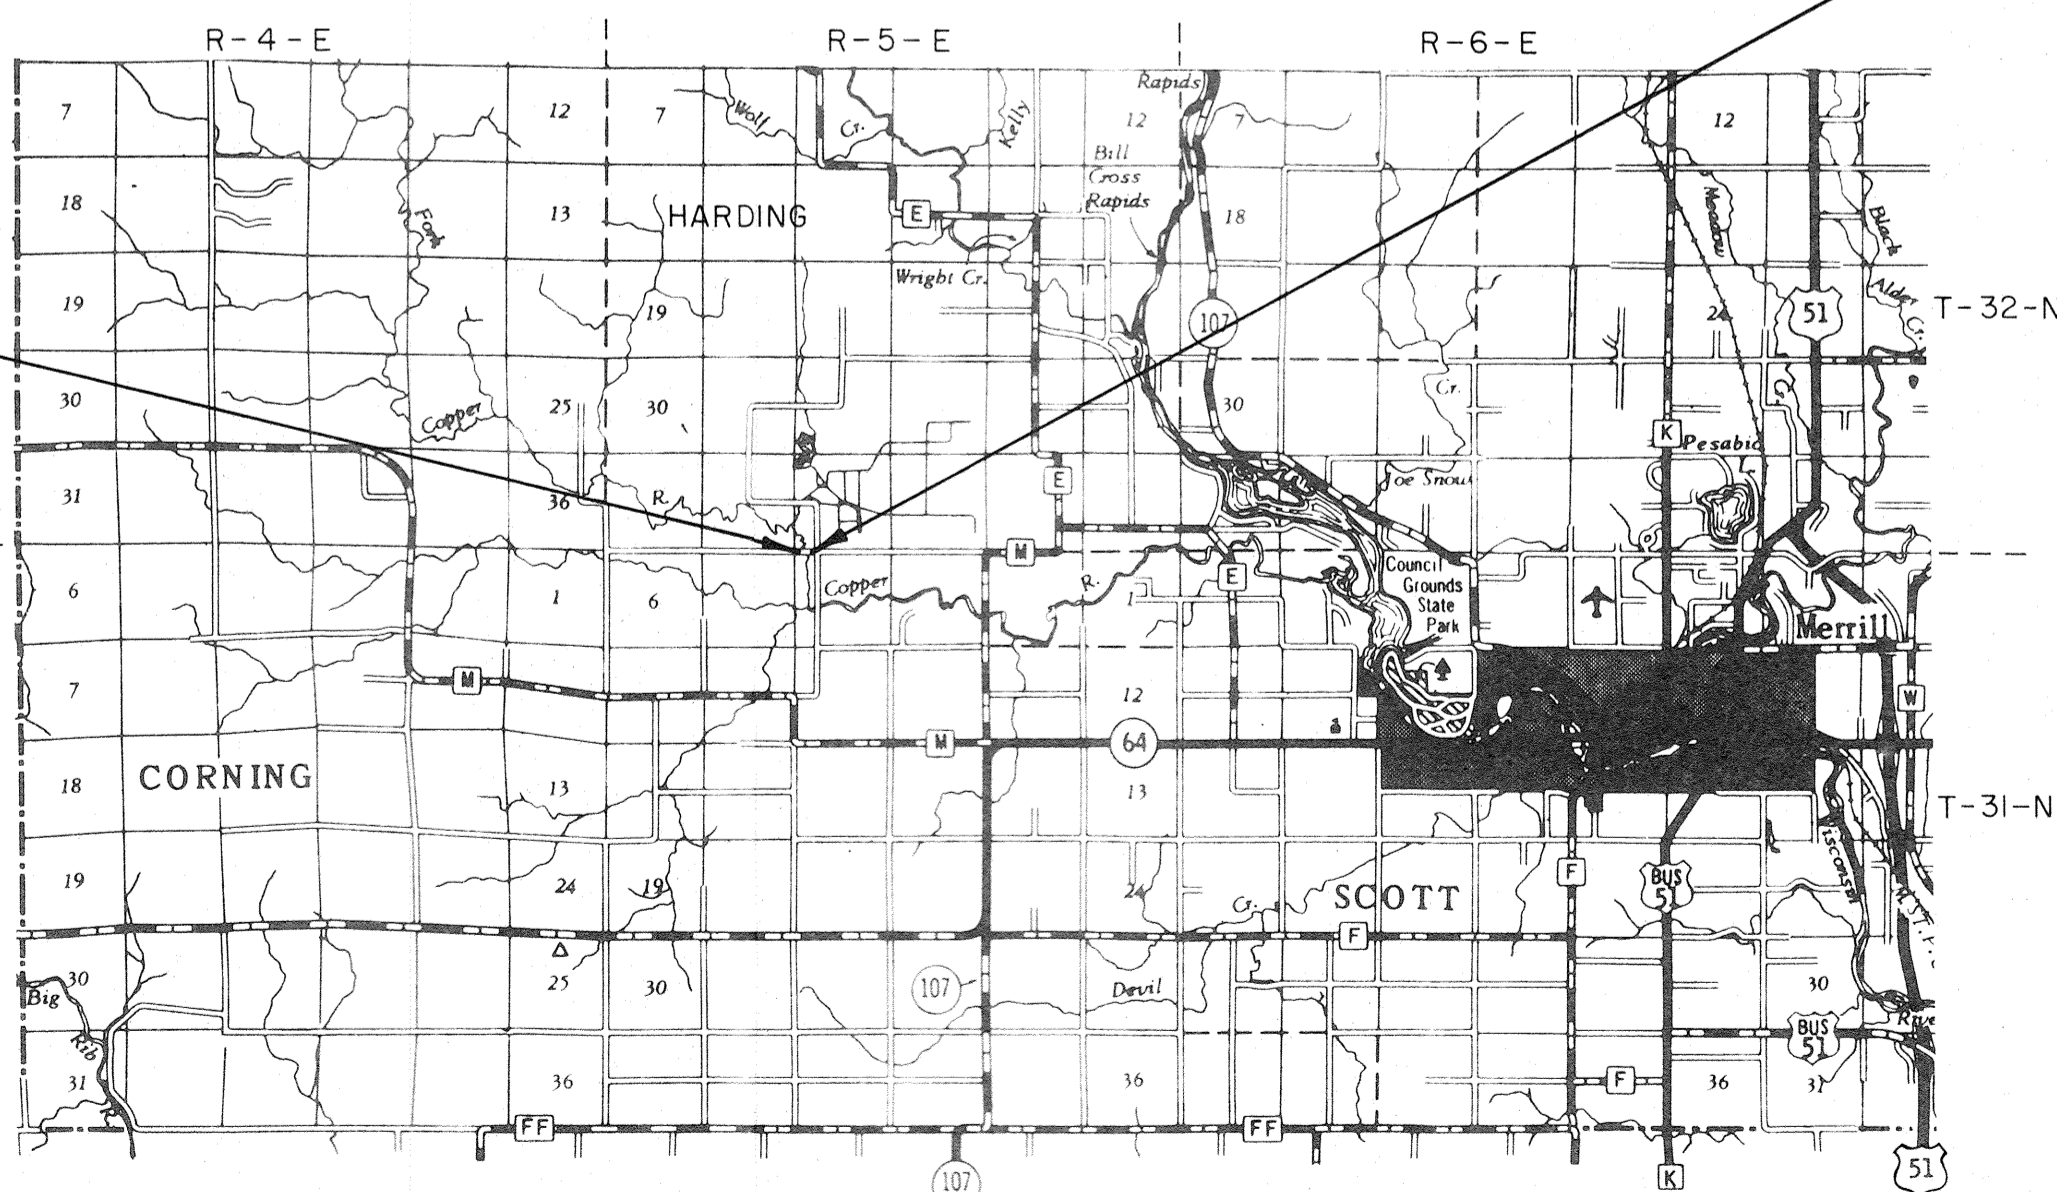 R-4-E R-5-E R-6-E
7 12 7 Wolf Cr. Kelly 12 Rapids 7 12
Bill
Cross
Rapids
18 Fork 13 HARDING E 18 Meadow Black
Wright Cr.
19 19 107 24 51 Alder Cr. T-32-N
30 Copper 25 30 30 Cr. K Cr.
Pesabic
L.
31 36 R. E Joe Snow
M
6 1 6 Copper R. 1 E
Council
Grounds
State
Park
Merrill
7 M 12 W
M 64
18 CORNING 13 13 T-31-N
Wisconsin
19 24 19 24 Cr. SCOTT F BUS
51
F
30 25 30 107 Devil 30
Big
River
BUS
51
Rib
31 R. 36 36 F 36 31
FF FF
107 K 51